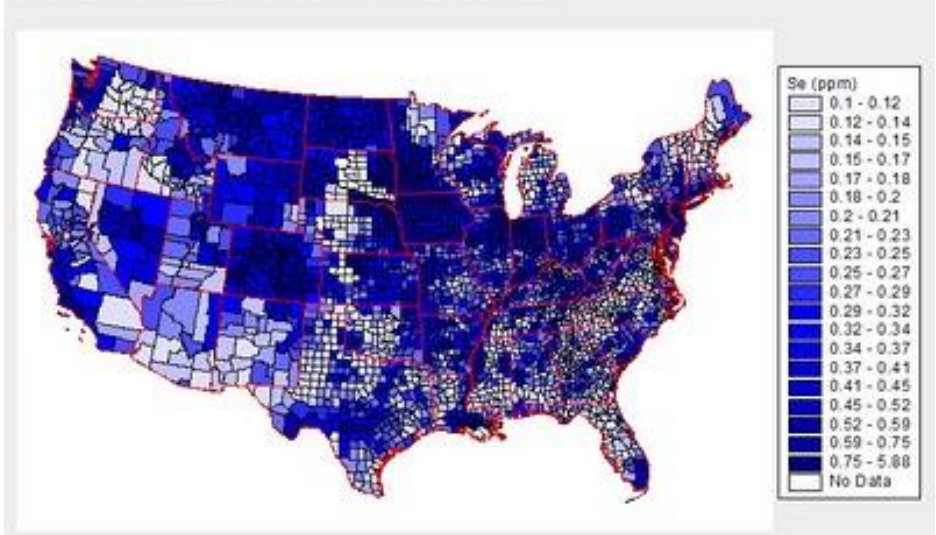 Se (ppm)
0.1 - 0.12
0.12 - 0.14
0.14 - 0.15
0.15 - 0.17
0.17 - 0.18
0.18 - 0.2
0.2 - 0.21
0.21 - 0.23
0.23 - 0.25
0.25 - 0.27
0.27 - 0.29
0.29 - 0.32
0.32 - 0.34
0.34 - 0.37
0.37 - 0.41
0.41 - 0.45
0.45 - 0.52
0.52 - 0.59
0.59 - 0.75
0.75 - 5.88
No Data